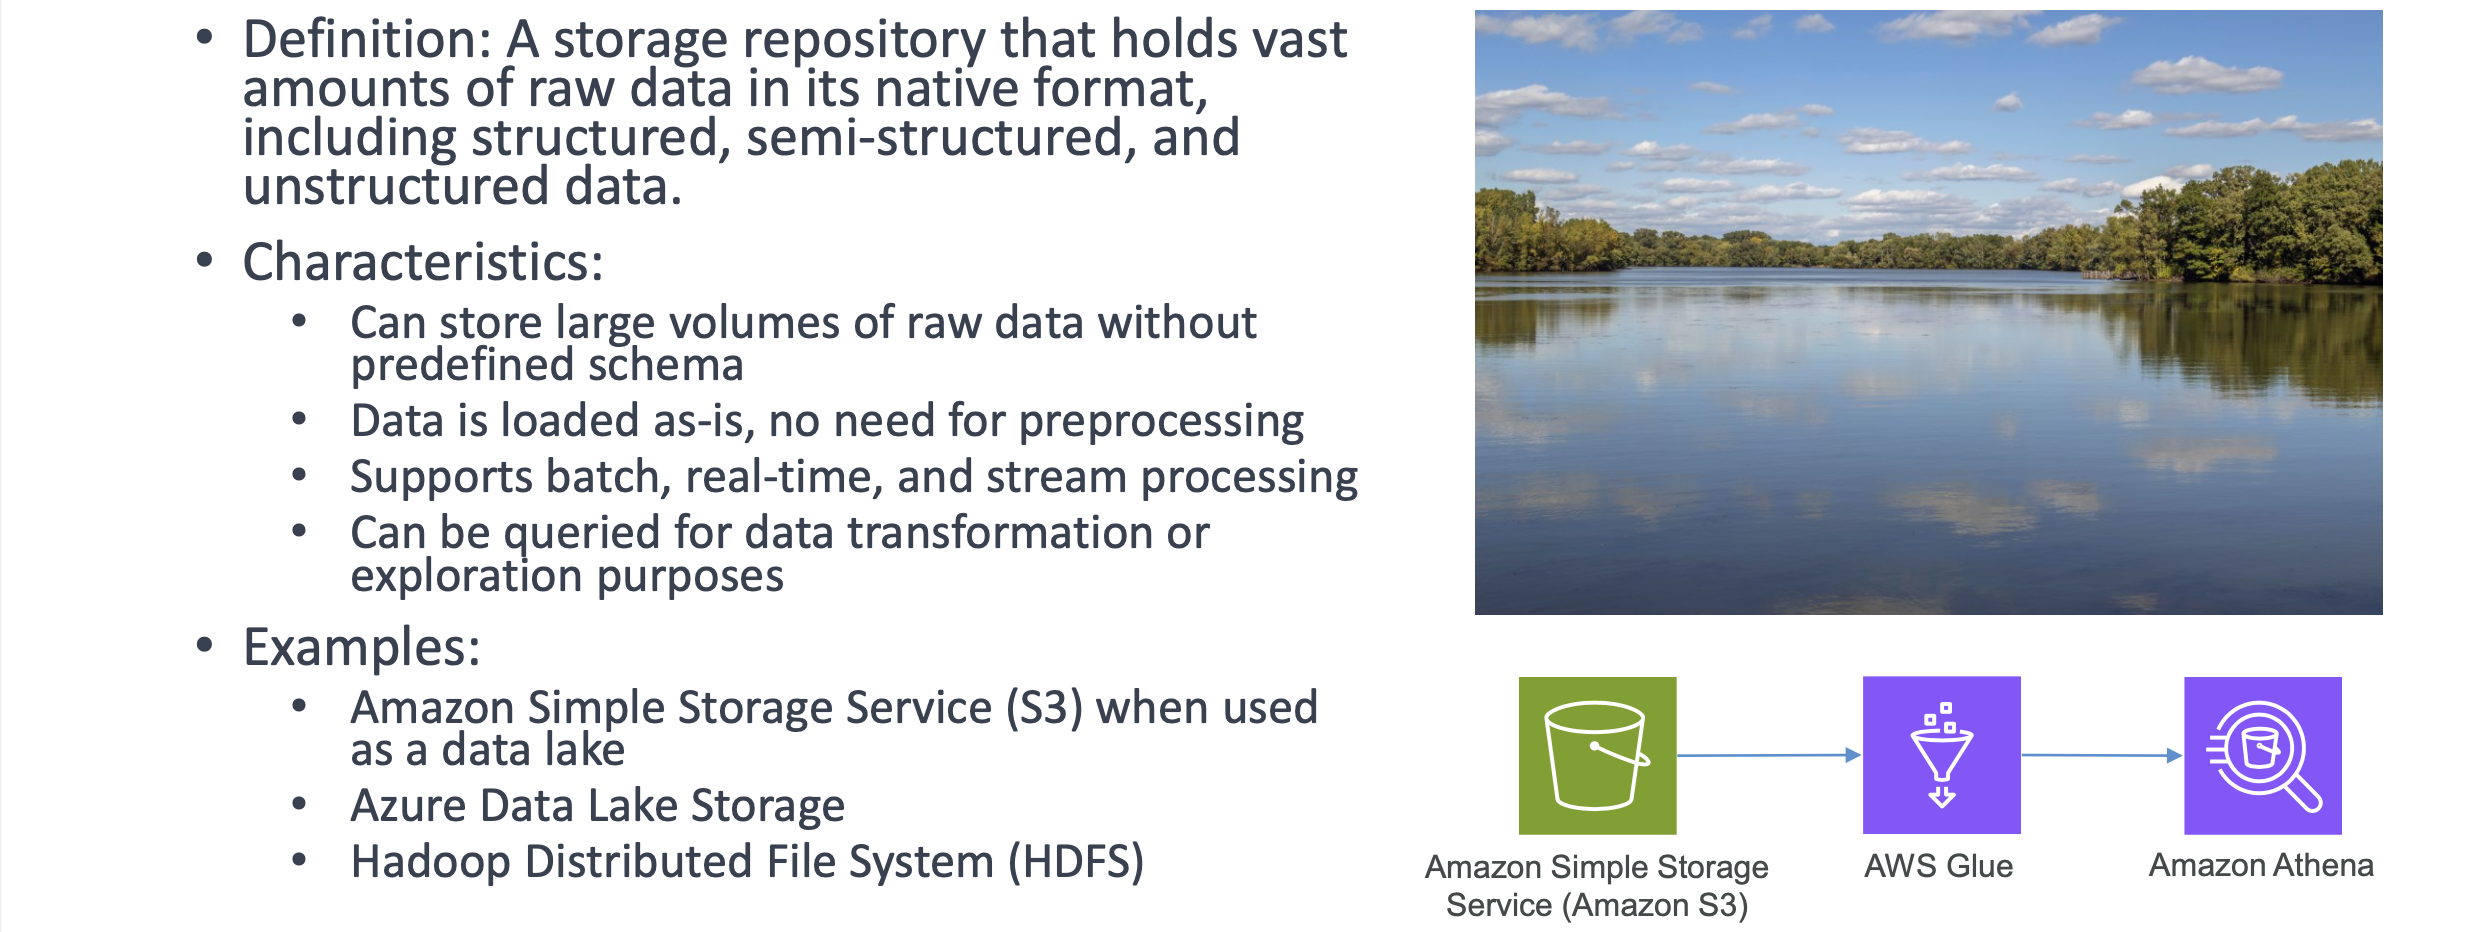 • Definition: A storage repository that holds vast
amounts of raw data in its native format,
including structured, semi-structured, and
unstructured data.
• Characteristics:
• Can store large volumes of raw data without
predefined schema
• Data is loaded as-is, no need for preprocessing
• Supports batch, real-time, and stream processing
• Can be queried for data transformation or
exploration purposes
• Examples:
• Amazon Simple Storage Service (S3) when used
as a data lake
• Azure Data Lake Storage
• Hadoop Distributed File System (HDFS)
Amazon Simple Storage
Service (Amazon S3)
AWS Glue
Amazon Athena